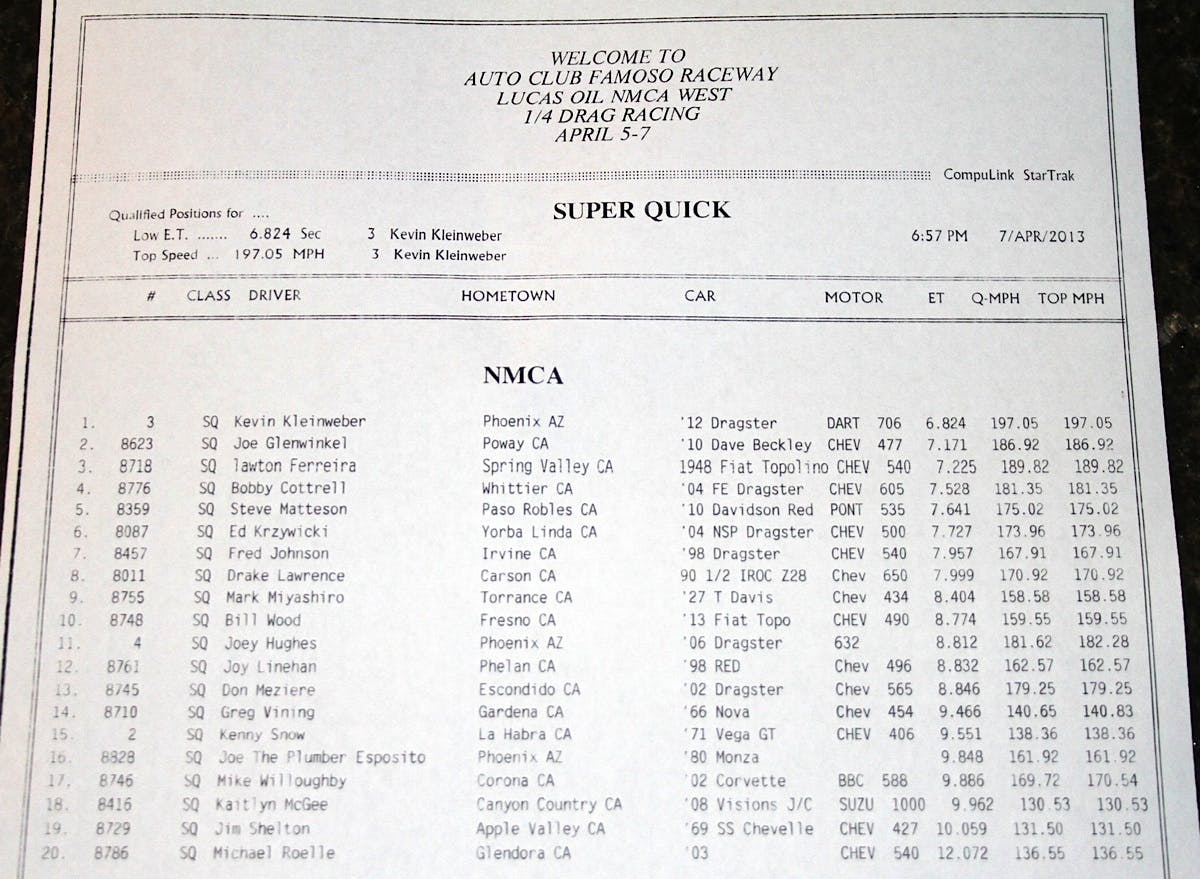 WELCOME TO
AUTO CLUB FAMOSO RACEWAY
LUCAS OIL NMCA WEST
1/4 DRAG RACING
APRIL 5-7
CompuLink StarTrak
Qualified Positions for ....
SUPER QUICK
Low E.T. ....... 6.824 Sec 3 Kevin Kleinweber 6:57 PM 7/APR/2013
Top Speed ... 197.05 MPH 3 Kevin Kleinweber
# CLASS DRIVER HOMETOWN CAR MOTOR ET Q-MPH TOP MPH
NMCA
1. 3 SQ Kevin Kleinweber Phoenix AZ '12 Dragster DART 706 6.824 197.05 197.05
2. 8623 SQ Joe Glenwinkel Poway CA '10 Dave Beckley CHEV 477 7.171 186.92 186.92
3. 8718 SQ lawton Ferreira Spring Valley CA 1948 Fiat Topolino CHEV 540 7.225 189.82 189.82
4. 8776 SQ Bobby Cottrell Whittier CA '04 FE Dragster CHEV 605 7.528 181.35 181.35
5. 8359 SQ Steve Matteson Paso Robles CA '10 Davidson Red PONT 535 7.641 175.02 175.02
6. 8087 SQ Ed Krzywicki Yorba Linda CA '04 NSP Dragster CHEV 500 7.727 173.96 173.96
7. 8457 SQ Fred Johnson Irvine CA '98 Dragster CHEV 540 7.957 167.91 167.91
8. 8011 SQ Drake Lawrence Carson CA 90 1/2 IROC Z28 Chev 650 7.999 170.92 170.92
9. 8755 SQ Mark Miyashiro Torrance CA '27 T Davis Chev 434 8.404 158.58 158.58
10. 8748 SQ Bill Wood Fresno CA '13 Fiat Topo CHEV 490 8.774 159.55 159.55
11. 4 SQ Joey Hughes Phoenix AZ '06 Dragster 632 8.812 181.62 182.28
12. 8761 SQ Joy Linehan Phelan CA '98 RED Chev 496 8.832 162.57 162.57
13. 8745 SQ Don Meziere Escondido CA '02 Dragster Chev 565 8.846 179.25 179.25
14. 8710 SQ Greg Vining Gardena CA '66 Nova Chev 454 9.466 140.65 140.83
15. 2 SQ Kenny Snow La Habra CA '71 Vega GT CHEV 406 9.551 138.36 138.36
16. 8828 SQ Joe The Plumber Esposito Phoenix AZ '80 Monza 9.848 161.92 161.92
17. 8746 SQ Mike Willoughby Corona CA '02 Corvette BBC 588 9.886 169.72 170.54
18. 8416 SQ Kaitlyn McGee Canyon Country CA '08 Visions J/C SUZU 1000 9.962 130.53 130.53
19. 8729 SQ Jim Shelton Apple Valley CA '69 SS Chevelle CHEV 427 10.059 131.50 131.50
20. 8786 SQ Michael Roelle Glendora CA '03 CHEV 540 12.072 136.55 136.55